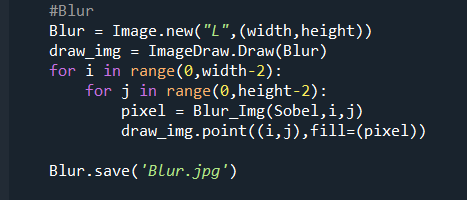 #Blur
Blur = Image.new("L",(width,height))
draw_img = ImageDraw.Draw(Blur)
for i in range(0,width-2):
    for j in range(0,height-2):
        pixel = Blur_Img(Sobel,i,j)
        draw_img.point((i,j),fill=(pixel))
Blur.save('Blur.jpg')